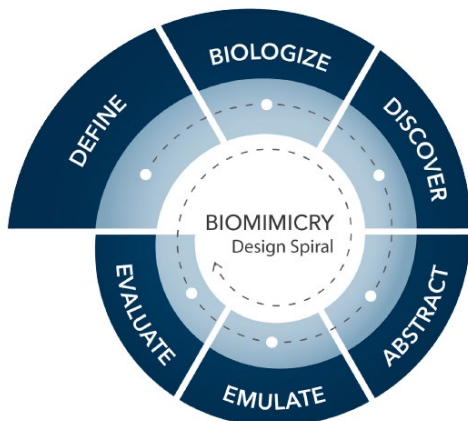 DEFINE
BIOLOGIZE
DISCOVER
ABSTRACT
EMULATE
EVALUATE
BIOMIMICRY
Design Spiral